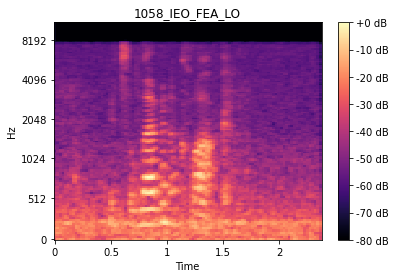 1058_IEO_FEA_LO
+0 dB
8192
-10 dB
4096
-20 dB
-30 dB
2048
Hz
-40 dB
1024
-50 dB
512
-60 dB
-70 dB
0
-80 dB
0
0.5
1
1.5
2
Time